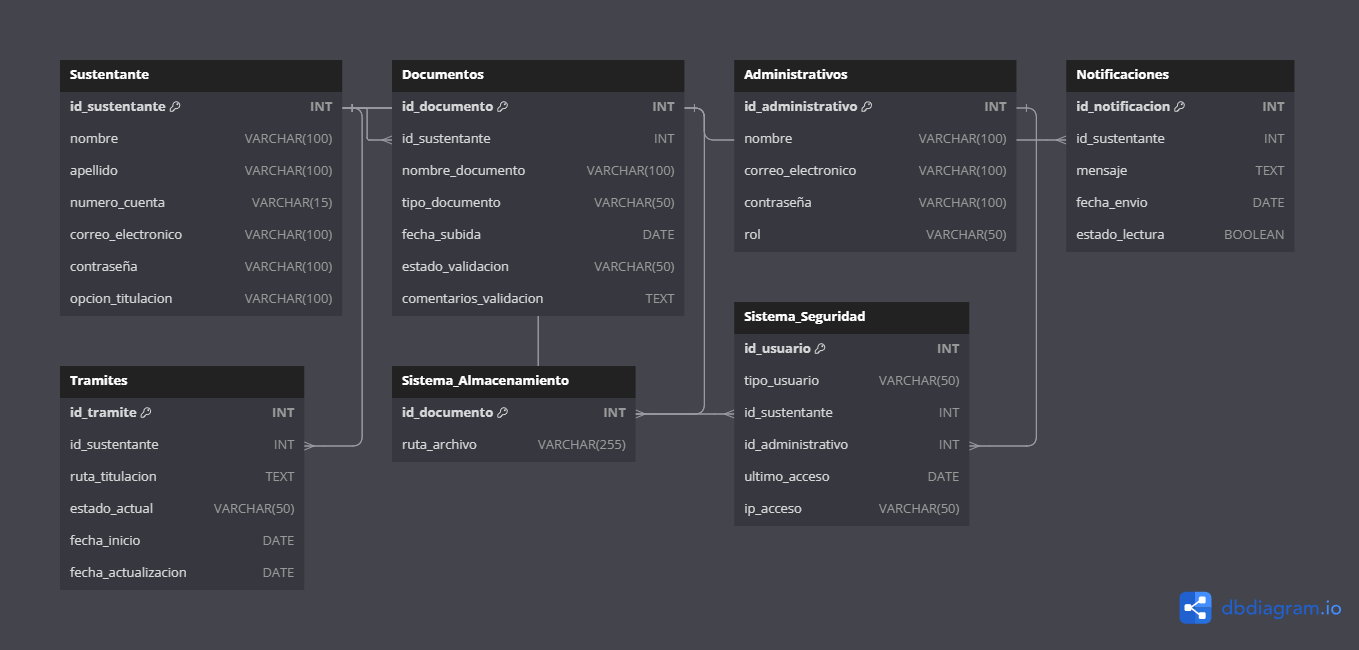 Sustentante
id_sustentante INT
nombre VARCHAR(100)
apellido VARCHAR(100)
numero_cuenta VARCHAR(15)
correo_electronico VARCHAR(100)
contraseña VARCHAR(100)
opcion_titulacion VARCHAR(100)
Documentos
id_documento INT
id_sustentante INT
nombre_documento VARCHAR(100)
tipo_documento VARCHAR(50)
fecha_subida DATE
estado_validacion VARCHAR(50)
comentarios_validacion TEXT
Administrativos
id_administrativo INT
nombre VARCHAR(100)
correo_electronico VARCHAR(100)
contraseña VARCHAR(100)
rol VARCHAR(50)
Notificaciones
id_notificacion INT
id_sustentante INT
mensaje TEXT
fecha_envio DATE
estado_lectura BOOLEAN
Tramites
id_tramite INT
id_sustentante INT
ruta_titulacion TEXT
estado_actual VARCHAR(50)
fecha_inicio DATE
fecha_actualizacion DATE
Sistema_Almacenamiento
id_documento INT
ruta_archivo VARCHAR(255)
Sistema_Seguridad
id_usuario INT
tipo_usuario VARCHAR(50)
id_sustentante INT
id_administrativo INT
ultimo_acceso DATE
ip_acceso VARCHAR(50)
dbdiagram.io